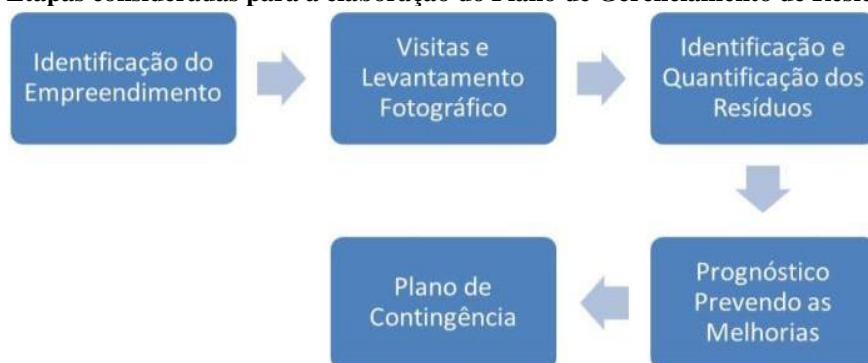 Etapas consideradas para a elaboração do Plano de Gerenciamento de
Identificação do
Empreendimento
Visitas e
Levantamento
Fotográfico
Identificação e
Quantificação dos
Resíduos
Prognóstico
Prevendo as
Melhorias
Plano de
Contingência